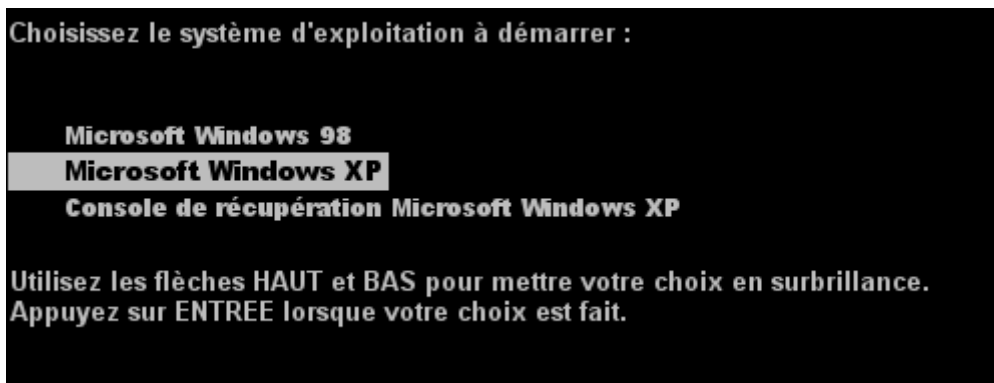 Choisissez le système d'exploitation à démarrer :
Microsoft Windows 98
Microsoft Windows XP
Console de récupération Microsoft Windows XP
Utilisez les flèches HAUT et BAS pour mettre votre choix en surbrillance.
Appuyez sur ENTREE lorsque votre choix est fait.